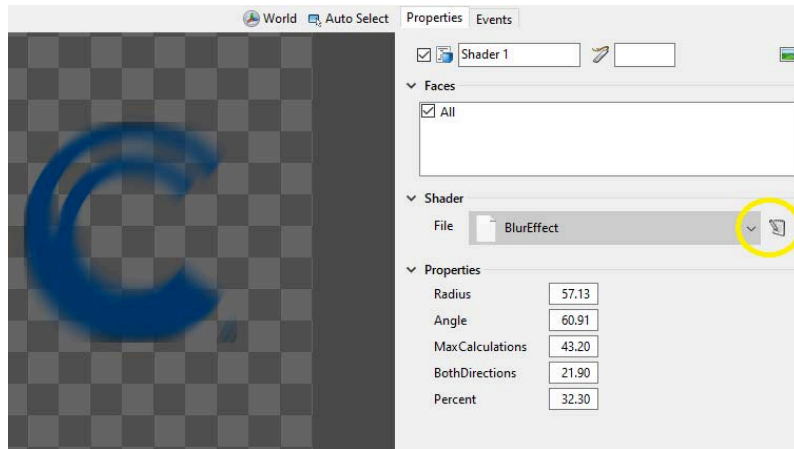 World Auto Select Properties Events
Shader 1
Faces
All
Shader
File BlurEffect
Properties
Radius 57.13
Angle 60.91
MaxCalculations 43.20
BothDirections 21.90
Percent 32.30